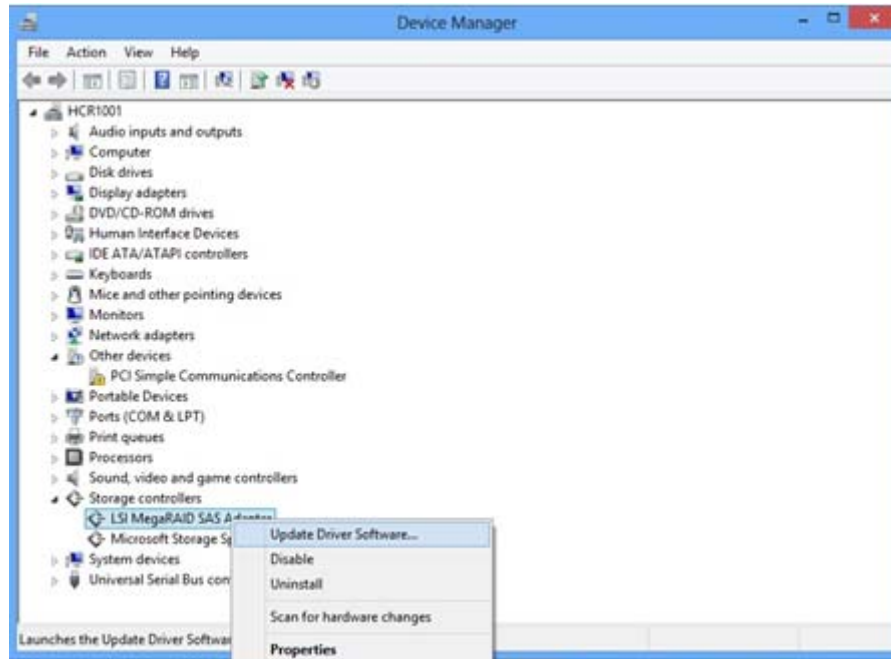 Device Manager
File Action View Help
HCR1001
Audio inputs and outputs
Computer
Disk drives
Display adapters
DVD/CD-ROM drives
Human Interface Devices
IDE ATA/ATAPI controllers
Keyboards
Mice and other pointing devices
Monitors
Network adapters
Other devices
PCI Simple Communications Controller
Portable Devices
Ports (COM & LPT)
Print queues
Processors
Sound, video and game controllers
Storage controllers
LSI MegaRAID SAS Adapter
Microsoft Storage Sp
System devices
Universal Serial Bus con
Update Driver Software...
Disable
Uninstall
Scan for hardware changes
Properties
Launches the Update Driver Softwar